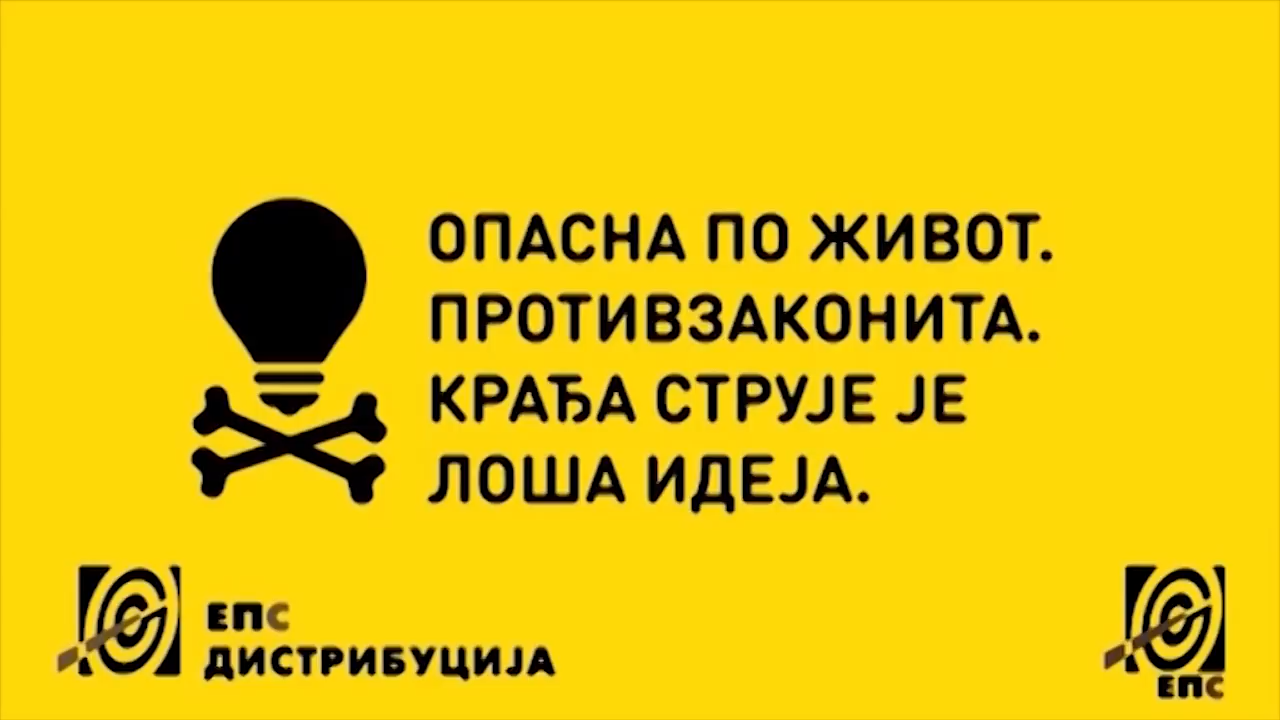 ОПАСНА ПО ЖИВОТ.
ПРОТИВЗАКОНИТА.
КРАЂА СТРУЈЕ ЈЕ
ЛОША ИДЕЈА.
ЕПС
ДИСТРИБУЦИЈА
ЕПС